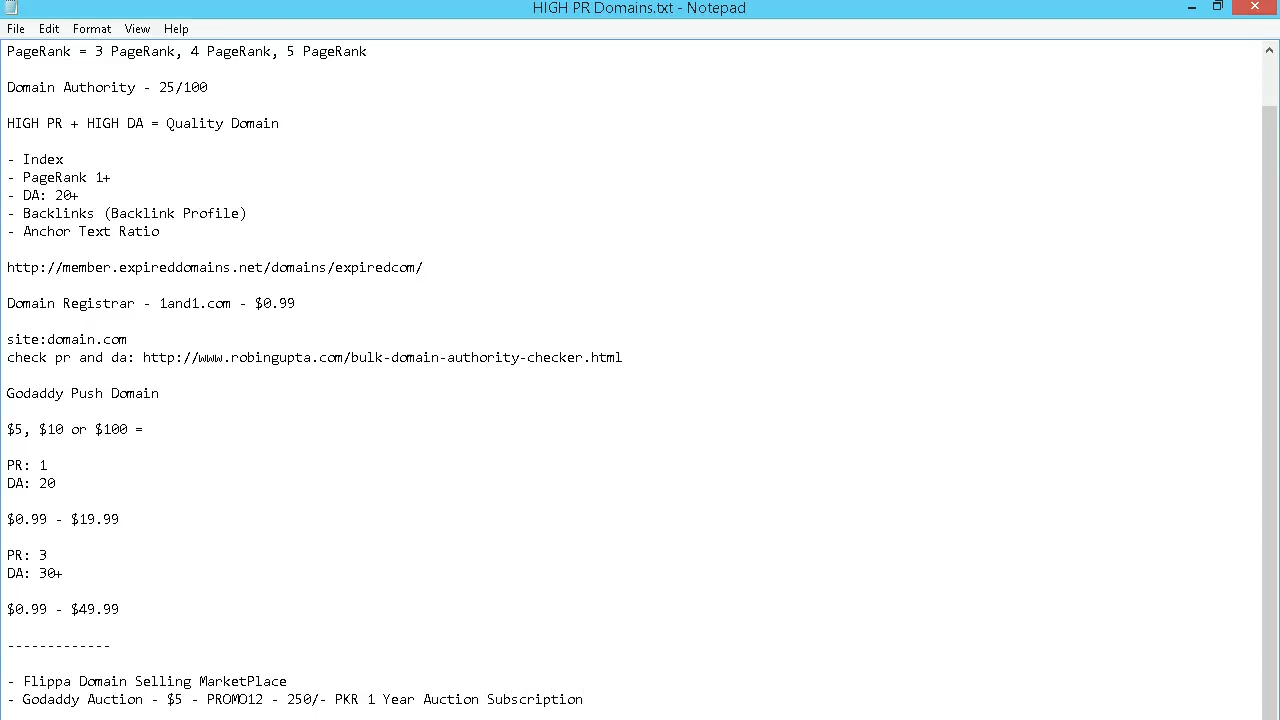 HIGH PR Domains.txt - Notepad
File Edit Format View Help
PageRank = 3 PageRank, 4 PageRank, 5 PageRank
Domain Authority - 25/100
HIGH PR + HIGH DA = Quality Domain
- Index
- PageRank 1+
- DA: 20+
- Backlinks (Backlink Profile)
- Anchor Text Ratio
http://member.expireddomains.net/domains/expiredcom/
Domain Registrar - 1and1.com - $0.99
site:domain.com
check pr and da: http://www.robingupta.com/bulk-domain-authority-checker.html
Godaddy Push Domain
$5, $10 or $100 =
PR: 1
DA: 20
$0.99 - $19.99
PR: 3
DA: 30+
$0.99 - $49.99
-------------
- Flippa Domain Selling MarketPlace
- Godaddy Auction - $5 - PROMO12 - 250/- PKR 1 Year Auction Subscription